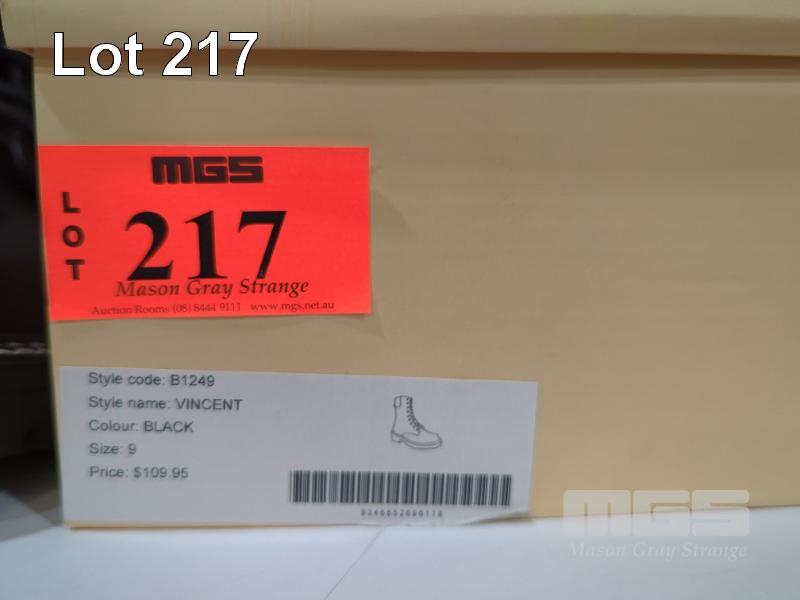 Lot 217
MGS
LOT
217
Mason Gray Strange
Auction Rooms (08) 8444 9111 www.mgs.net.au
Style code: B1249
Style name: VINCENT
Colour: BLACK
Size: 9
Price: $109.95
MGS
Mason Gray Strange